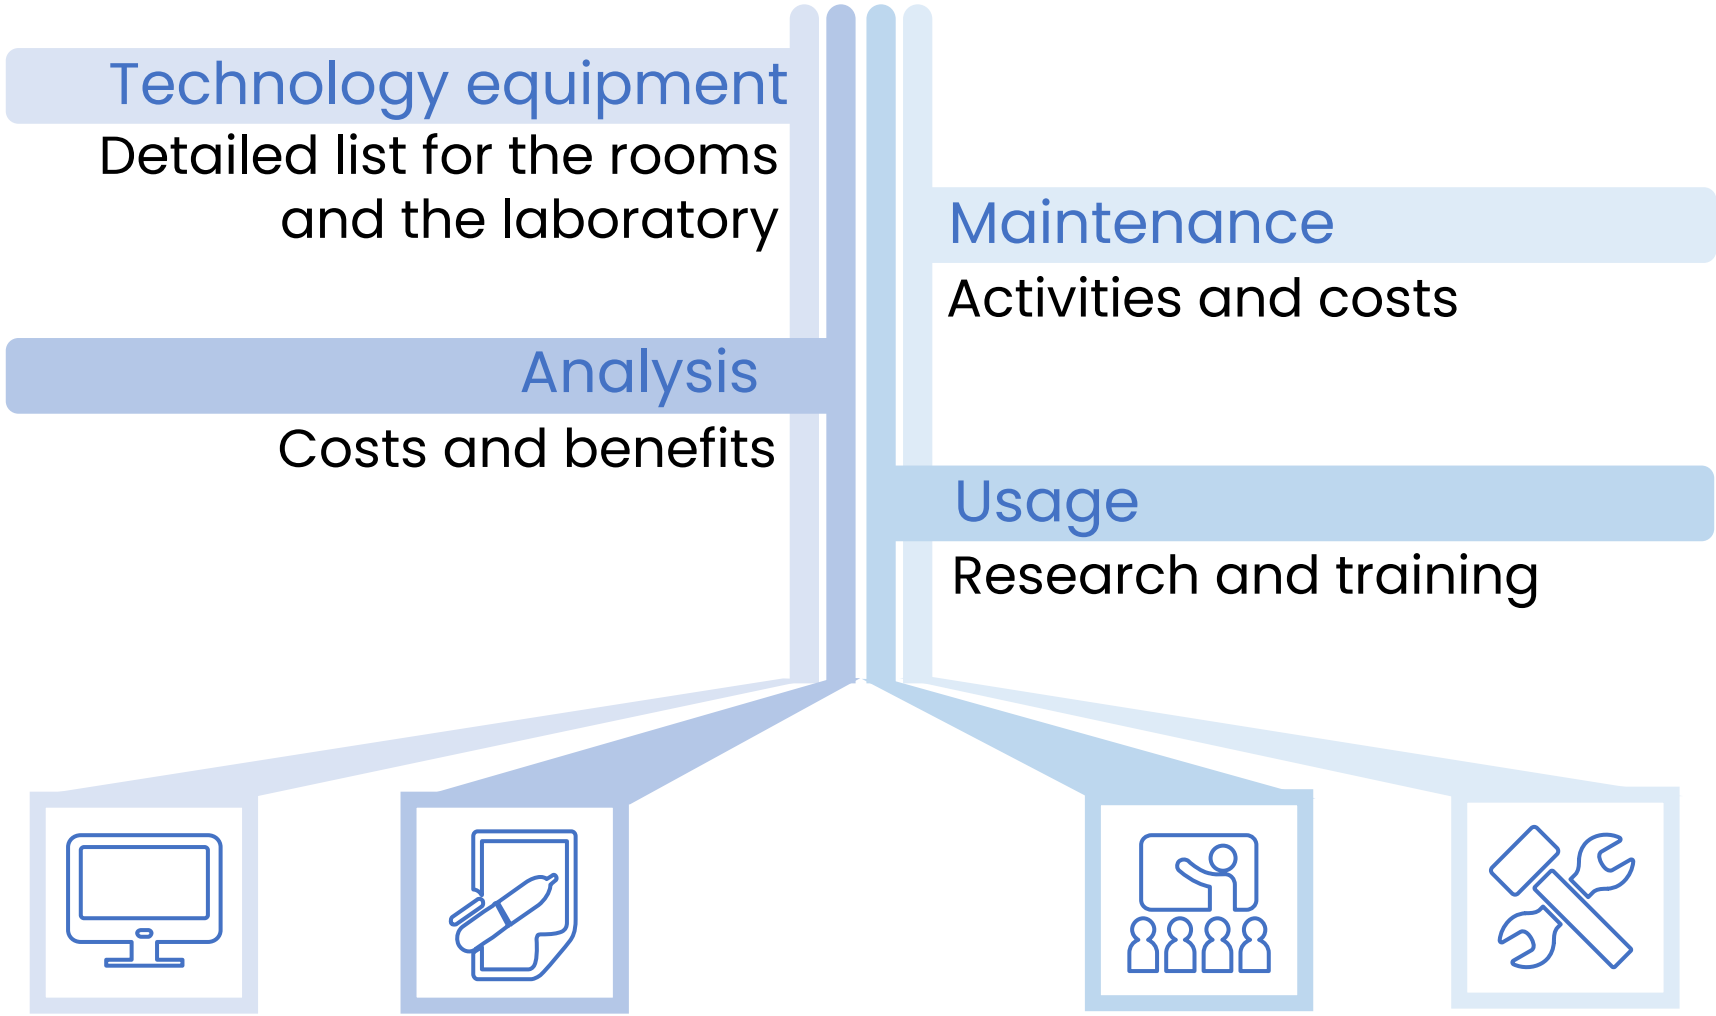 Technology equipment
Detailed list for the rooms
and the laboratory
Analysis
Costs and benefits
Maintenance
Activities and costs
Usage
Research and training